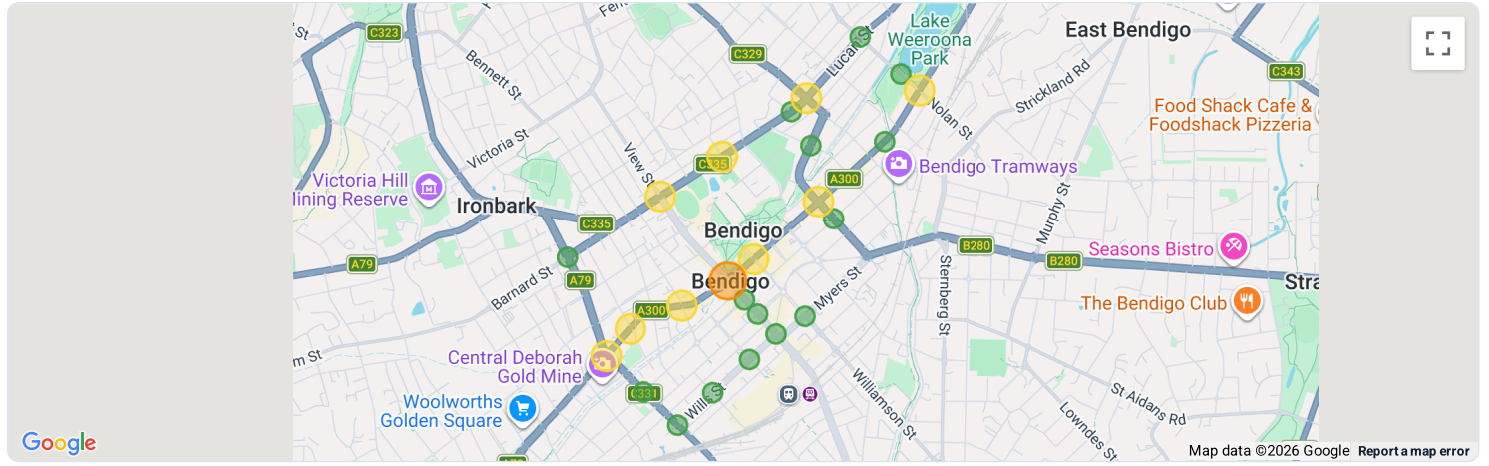 C323
C329
Lake
Weeroona
Park
East Bendigo
Lucan St
C343
Bennett St
Strickland Rd
Food Shack Cafe &
Foodshack Pizzeria
Nolan St
Victoria St
View St
C335
Bendigo Tramways
A300
Victoria Hill
Mining Reserve
Ironbark
Murphy St
C335
Bendigo
B280
Seasons Bistro
A79
B280
Barnard St
A79
Bendigo
Myers St
Sternberg St
Stra
The Bendigo Club
A300
m St
Central Deborah
Gold Mine
C331
Wills St
Williamson St
St Aidans Rd
Woolworths
Golden Square
Lowndes St
Google
Map data ©2026 Google
Report a map error